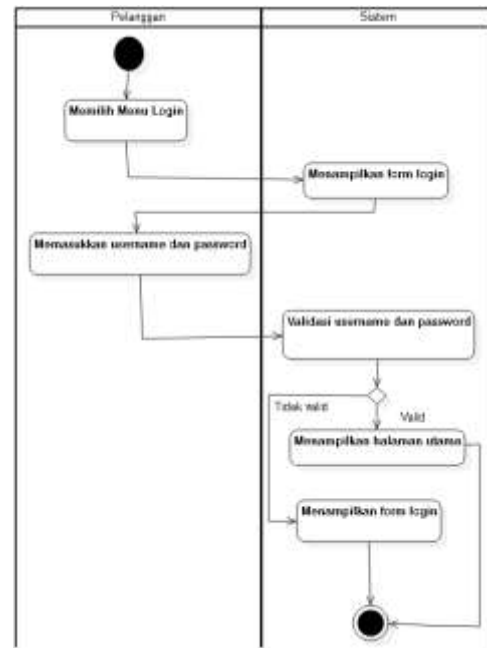 Pelanggan
Sistem
Memilih Menu Login
Menampilkan form login
Memasukkan username dan password
Validasi username dan password
Tidak valid
Valid
Menampilkan halaman utama
Menampilkan form login